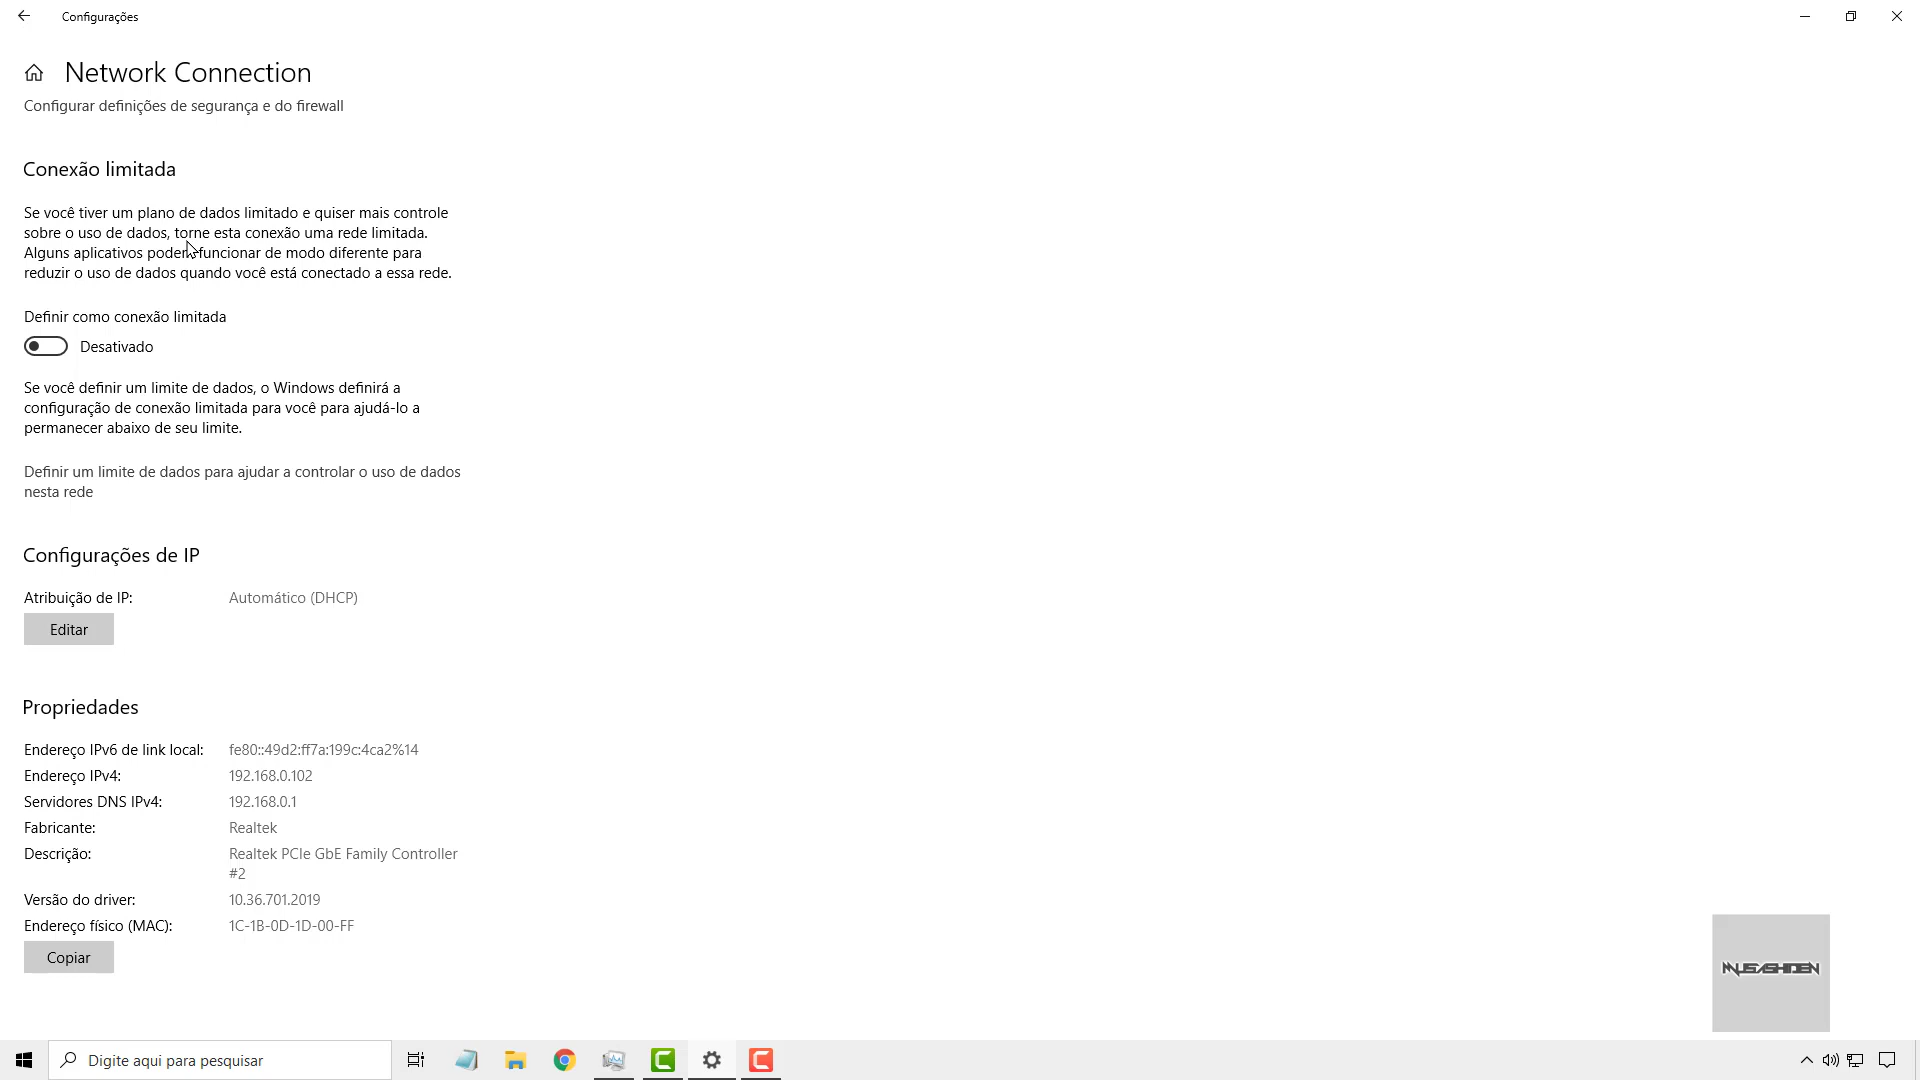 Configurações
Network Connection
Configurar definições de segurança e do firewall
Conexão limitada
Se você tiver um plano de dados limitado e quiser mais controle
sobre o uso de dados, torne esta conexão uma rede limitada.
Alguns aplicativos podem funcionar de modo diferente para
reduzir o uso de dados quando você está conectado a essa rede.
Definir como conexão limitada
Desativado
Se você definir um limite de dados, o Windows definirá a
configuração de conexão limitada para você para ajudá-lo a
permanecer abaixo de seu limite.
Definir um limite de dados para ajudar a controlar o uso de dados
nesta rede
Configurações de IP
Atribuição de IP: Automático (DHCP)
Editar
Propriedades
Endereço IPv6 de link local: fe80::49d2:ff7a:199c:4ca2%14
Endereço IPv4: 192.168.0.102
Servidores DNS IPv4: 192.168.0.1
Fabricante: Realtek
Descrição: Realtek PCIe GbE Family Controller
#2
Versão do driver: 10.36.701.2019
Endereço físico (MAC): 1C-1B-0D-1D-00-FF
Copiar
MUSASHIDEN
Digite aqui para pesquisar